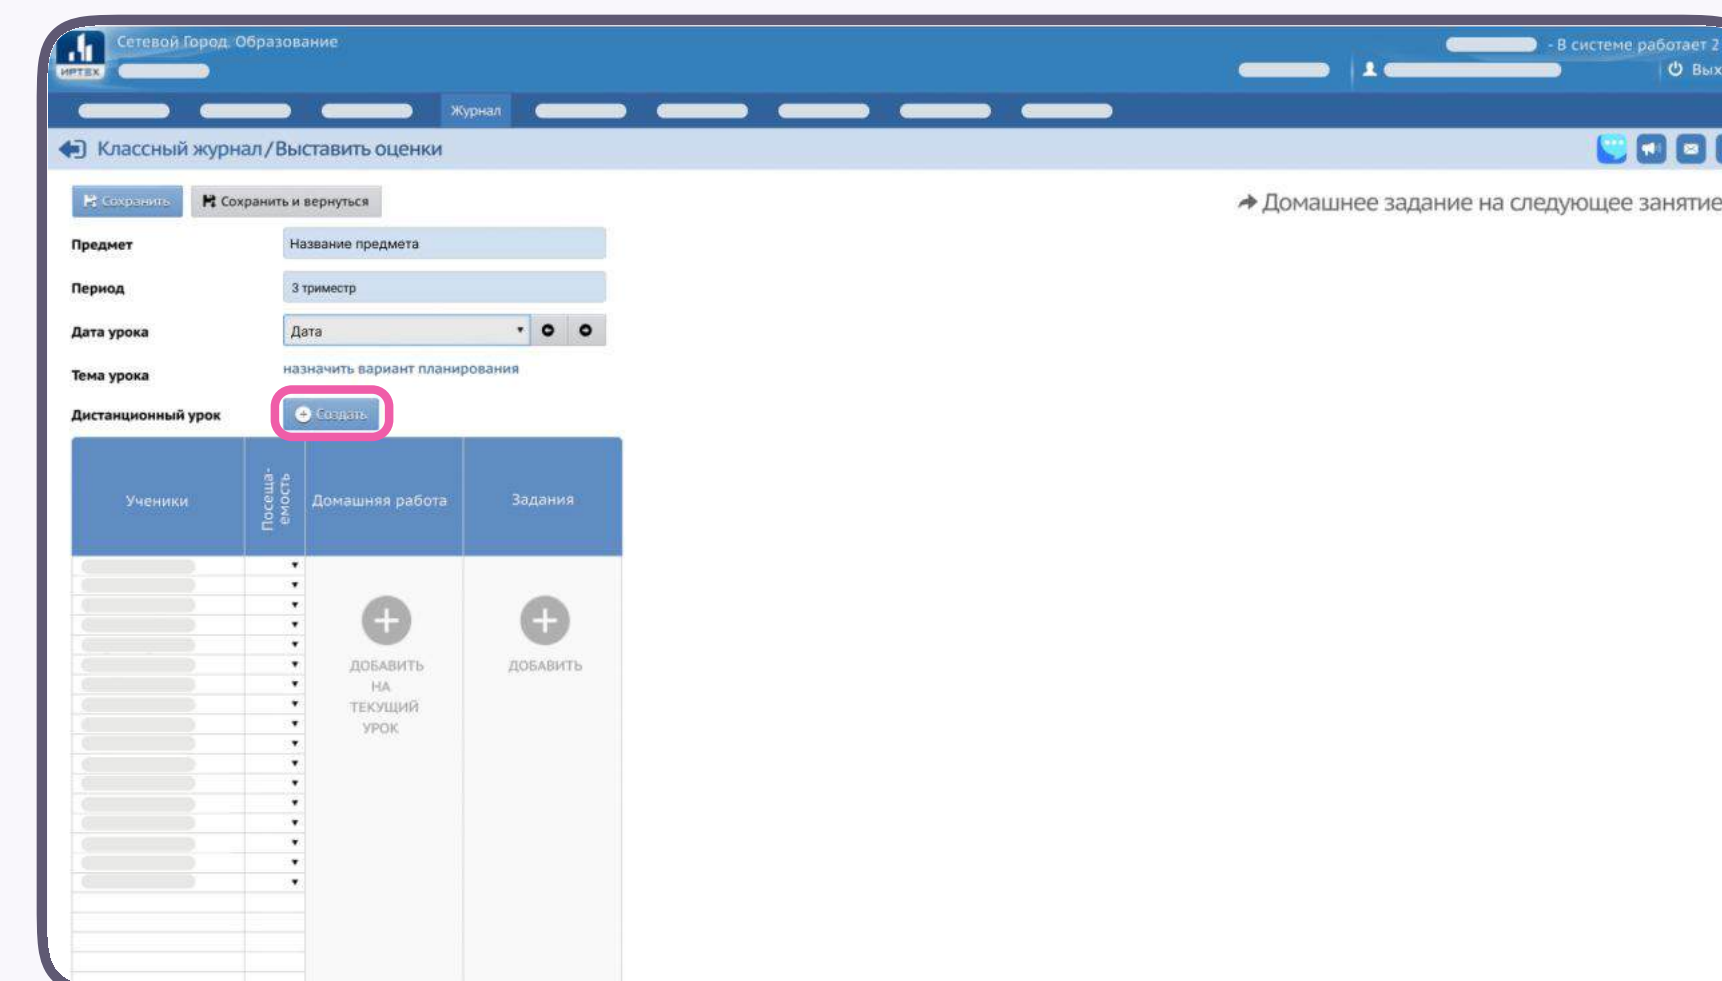 Сетевой Город. Образование
- В системе работает 2
ИРТЕХ
Вых
Журнал
Классный журнал/Выставить оценки
Сохранить
Сохранить и вернуться
Домашнее задание на следующее занятие
Предмет
Название предмета
Период
3 триместр
Дата урока
Дата
Тема урока
назначить вариант планирования
Дистанционный урок
Создать
Ученики
Посеща-
емость
Домашняя работа
Задания
ДОБАВИТЬ
НА
ТЕКУЩИЙ
УРОК
ДОБАВИТЬ